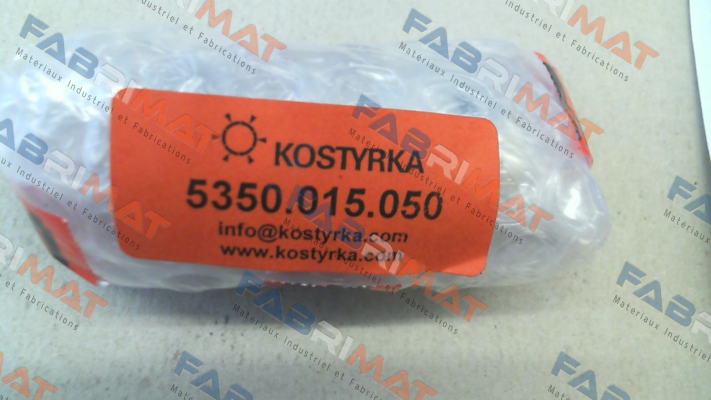 KOSTYRKA
5350.015.050
info@kostyrka.com
www.kostyrka.com
FABRIMAT
Materiaux Industriel et Fabrications